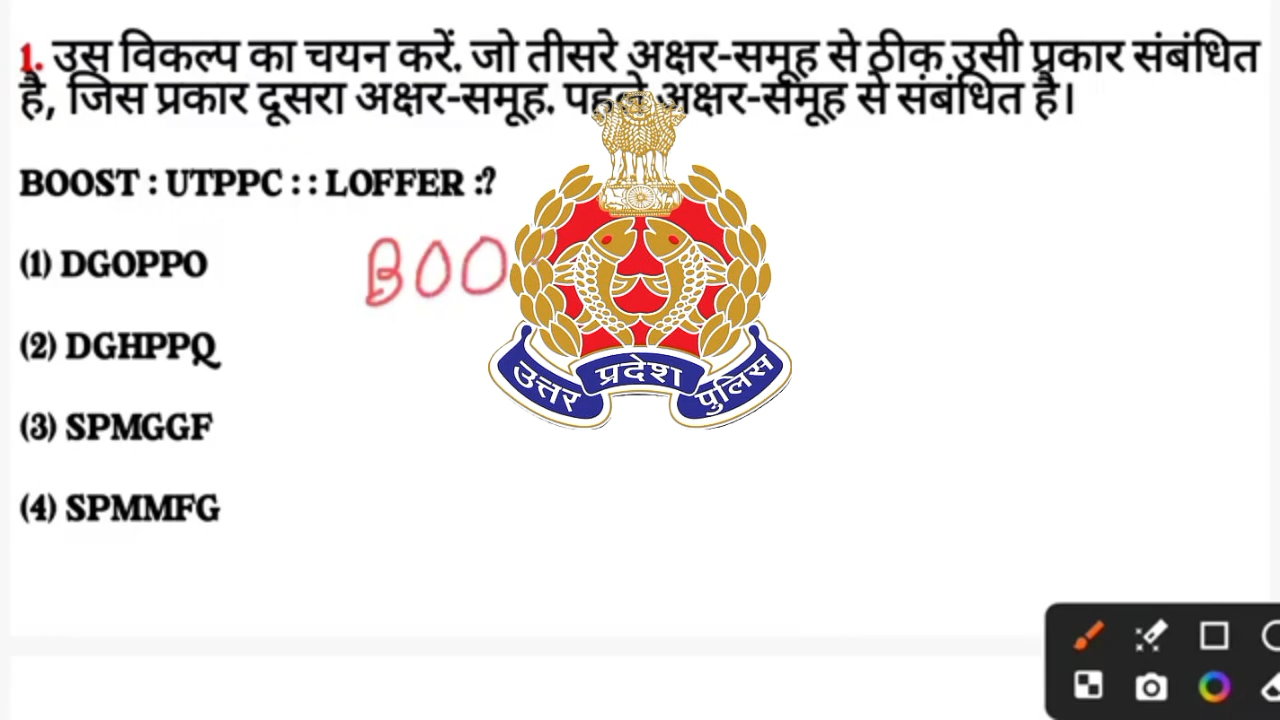 1. उस विकल्प का चयन करें. जो तीसरे अक्षर-समूह से ठीक उसी प्रकार संबंधित
है, जिस प्रकार दूसरा अक्षर-समूह. पहले अक्षर-समूह से संबंधित है।
BOOST : UTPPC : : LOFFER :?
(1) DGOPPO
BOO
(2) DGHPPQ
उत्तर प्रदेश पुलिस
(3) SPMGGF
(4) SPMMFG